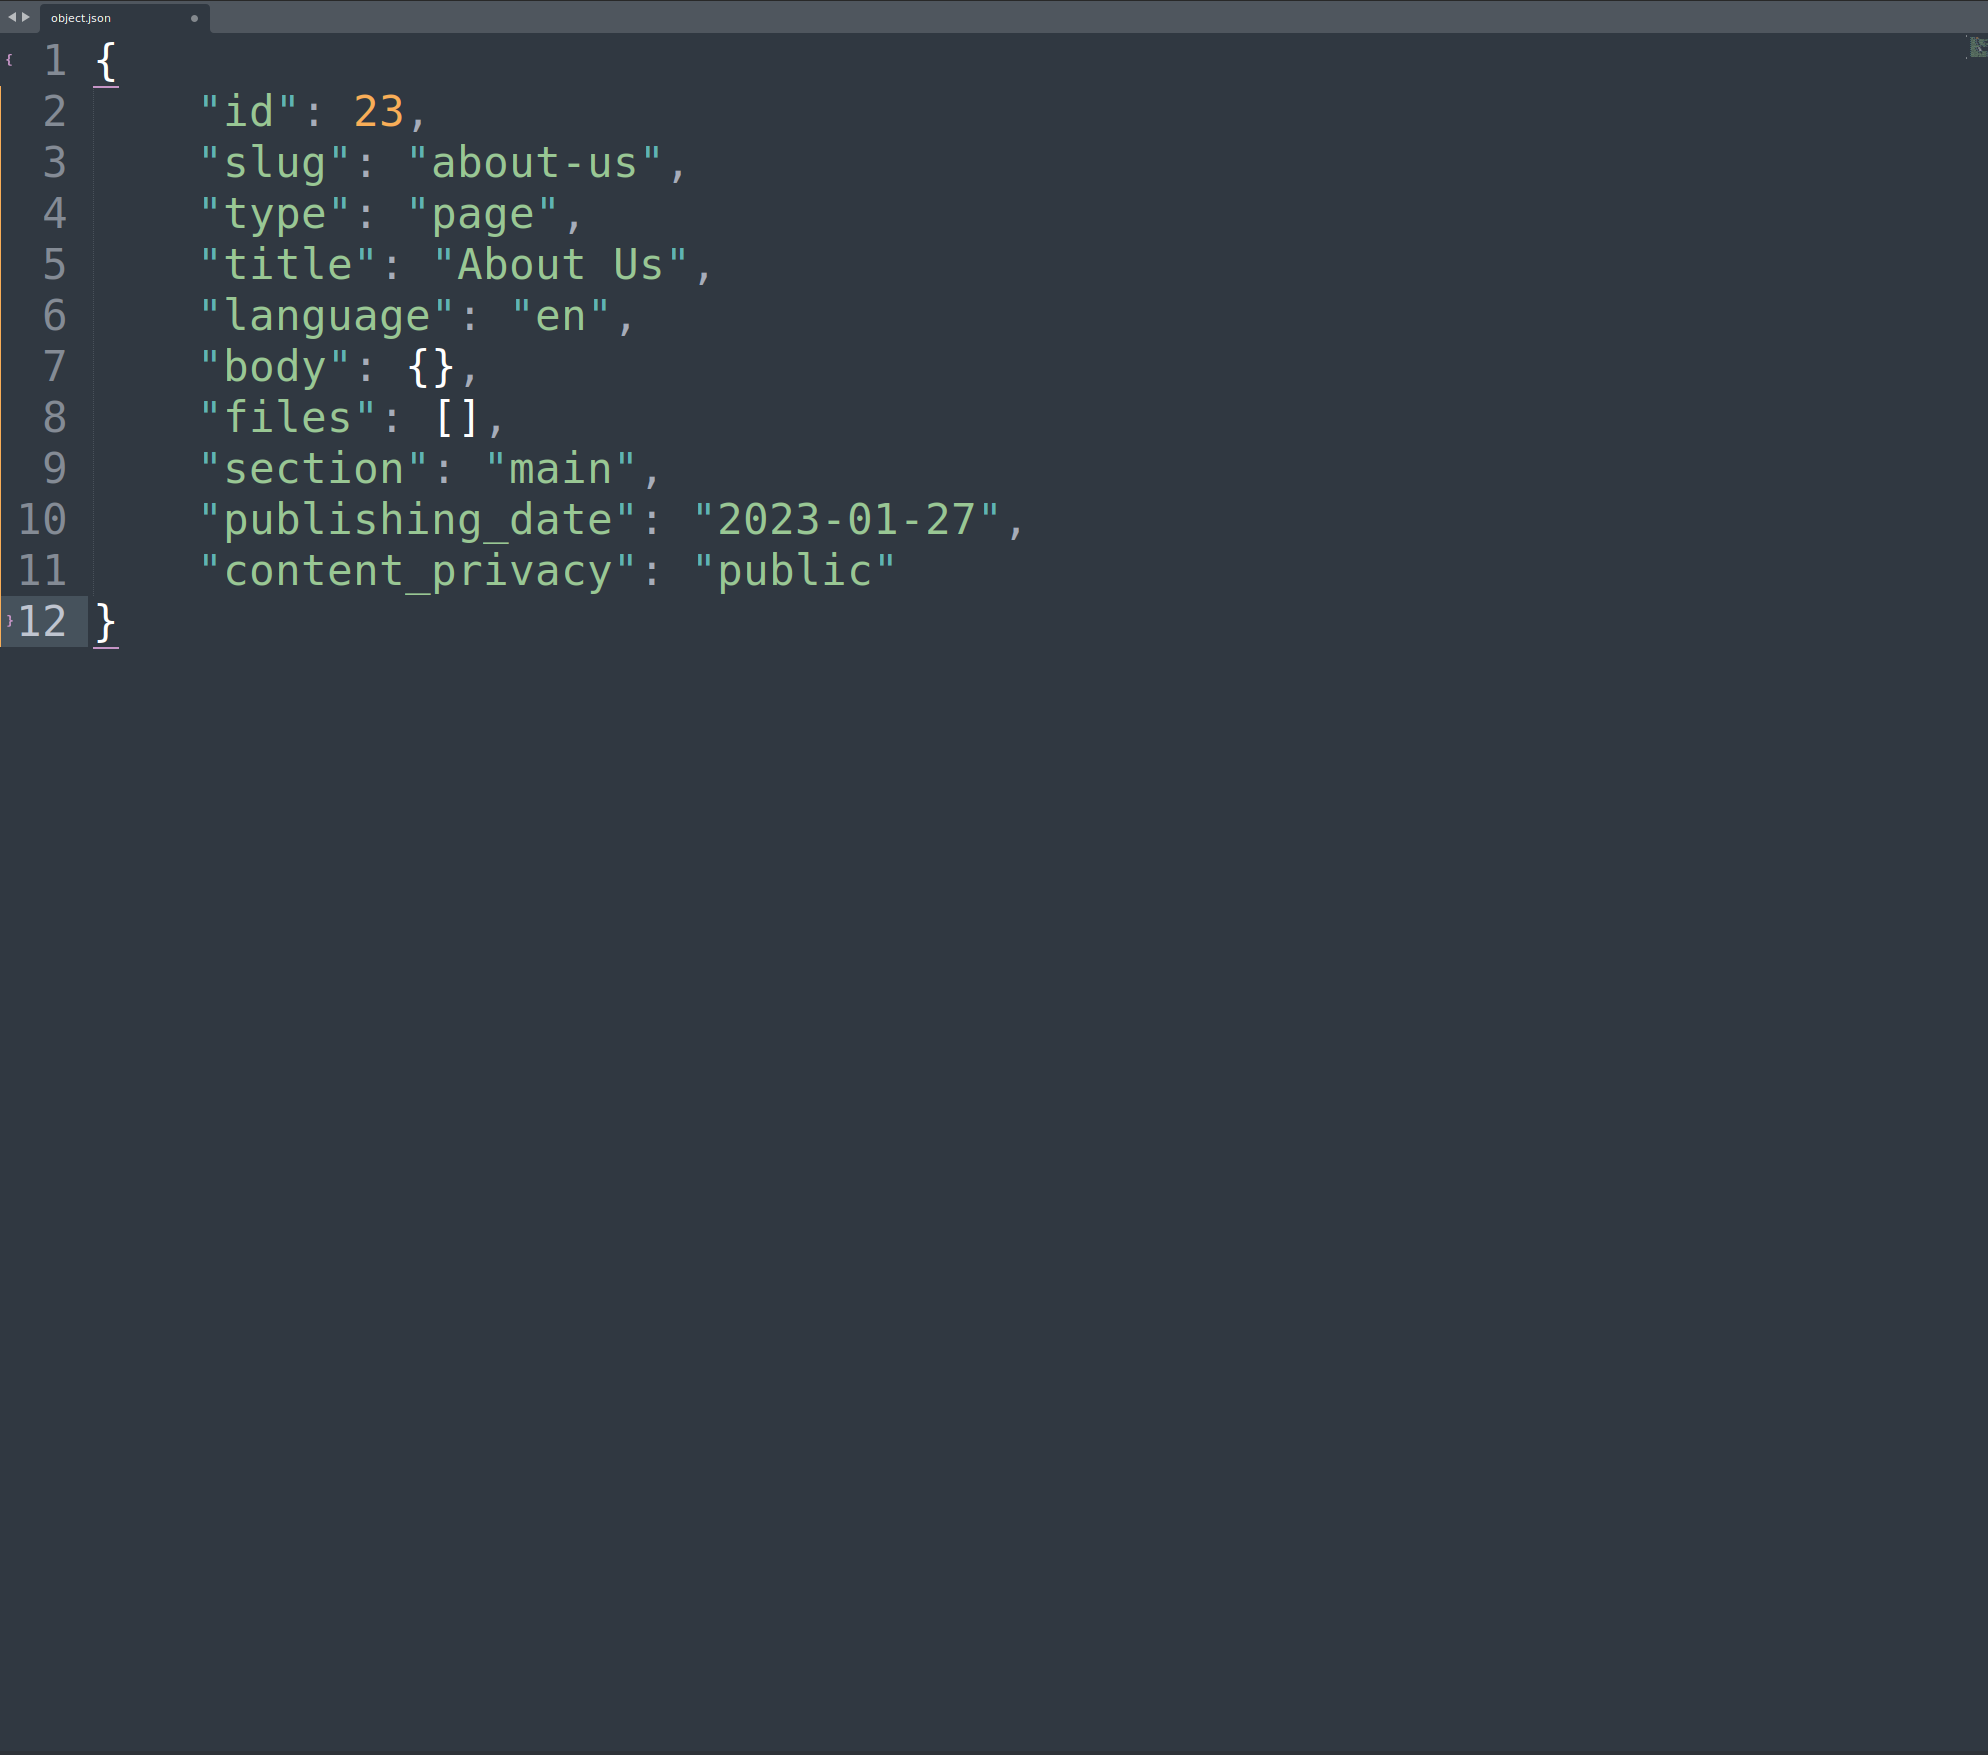 object.json
1 {
2 "id": 23,
3 "slug": "about-us",
4 "type": "page",
5 "title": "About Us",
6 "language": "en",
7 "body": {},
8 "files": [],
9 "section": "main",
10 "publishing_date": "2023-01-27",
11 "content_privacy": "public"
12 }